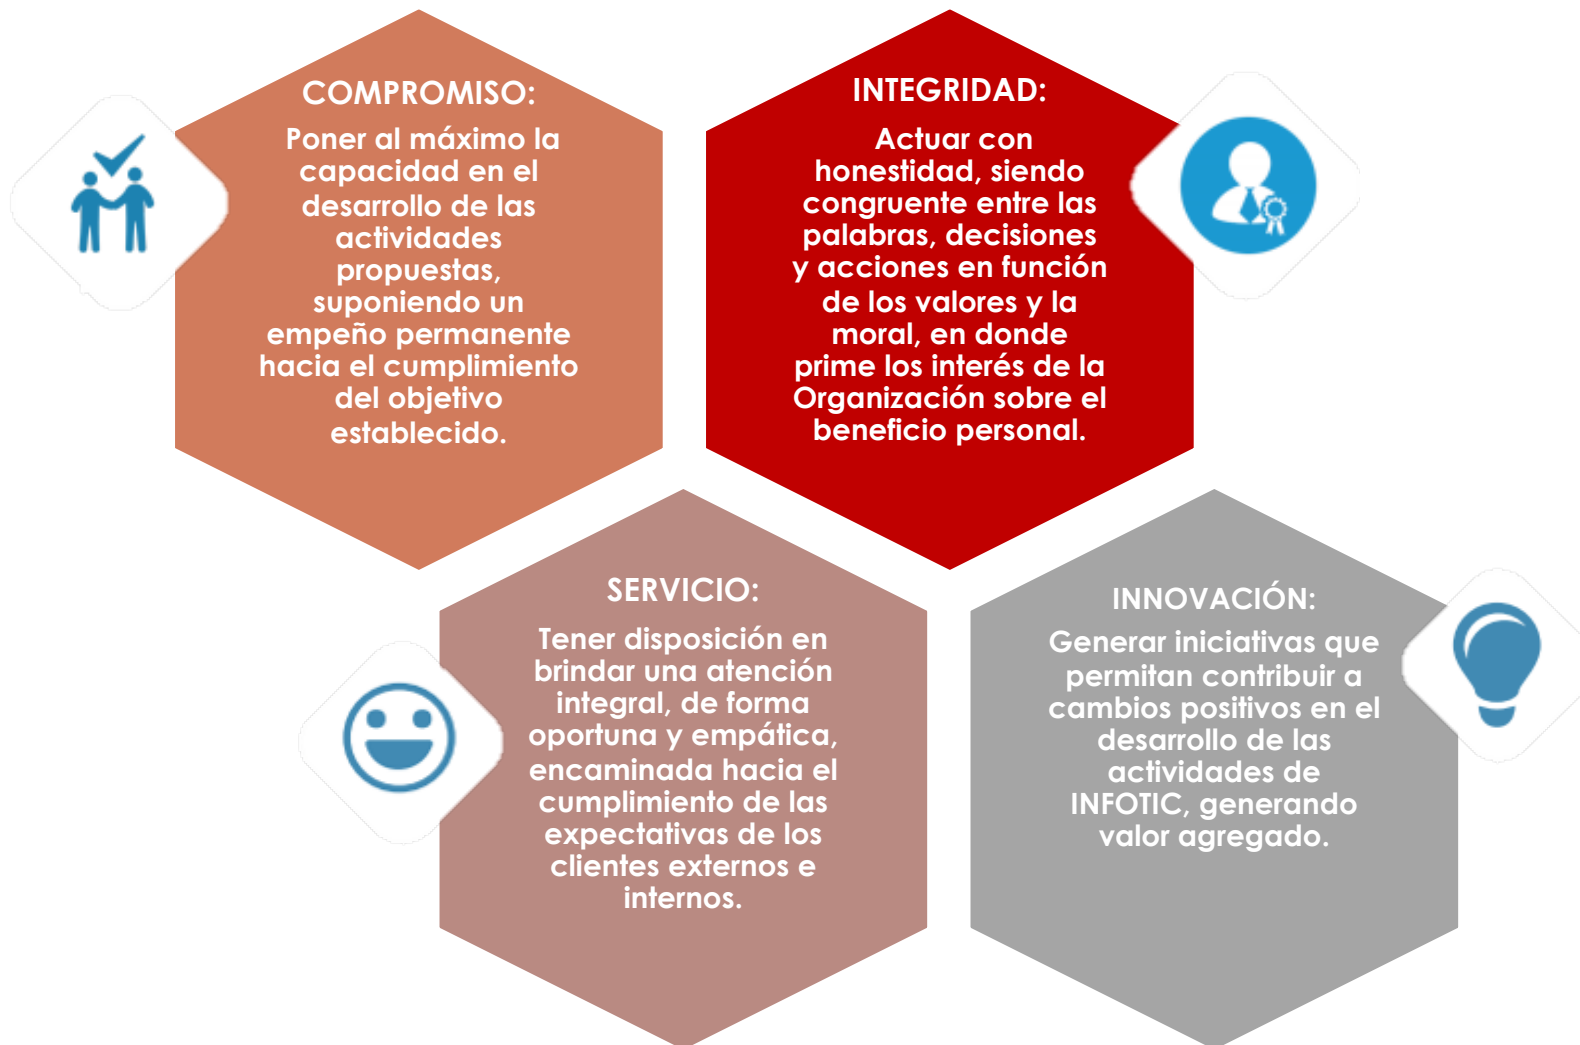 COMPROMISO:
Poner al máximo la
capacidad en el
desarrollo de las
actividades
propuestas,
suponiendo un
empeño permanente
hacia el cumplimiento
del objetivo
establecido.
INTEGRIDAD:
Actuar con
honestidad, siendo
congruente entre las
palabras, decisiones
y acciones en función
de los valores y la
moral, en donde
prime los interés de la
Organización sobre el
beneficio personal.
SERVICIO:
Tener disposición en
brindar una atención
integral, de forma
oportuna y empática,
encaminada hacia el
cumplimiento de las
expectativas de los
clientes externos e
internos.
INNOVACIÓN:
Generar iniciativas que
permitan contribuir a
cambios positivos en el
desarrollo de las
actividades de
INFOTIC, generando
valor agregado.